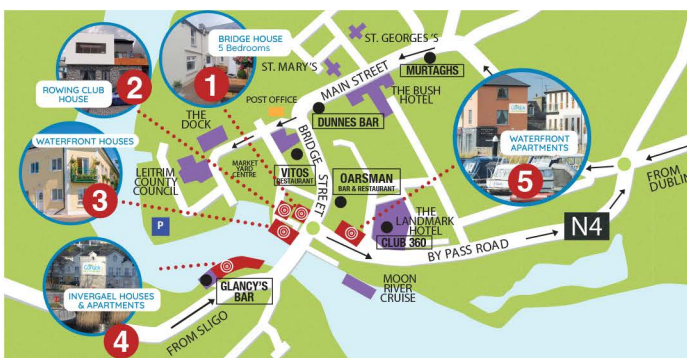 BRIDGE HOUSE
5 Bedrooms
1
ROWING CLUB
HOUSE
2
WATERFRONT HOUSES
3
INVERGAEL HOUSES
& APARTMENTS
4
WATERFRONT
APARTMENTS
5
ST. GEORGES'S
ST. MARY'S
MAIN STREET
MURTAGHS
THE BUSH
HOTEL
POST OFFICE
DUNNES BAR
THE
DOCK
BRIDGE STREET
MARKET
YARD
CENTRE
VITOS
RESTAURANT
OARSMAN
BAR & RESTAURANT
LEITRIM
COUNTY
COUNCIL
P
THE
LANDMARK
HOTEL
CLUB 360
FROM
DUBLIN
N4
BY PASS ROAD
MOON
RIVER
CRUISE
GLANCY'S
BAR
FROM SLIGO